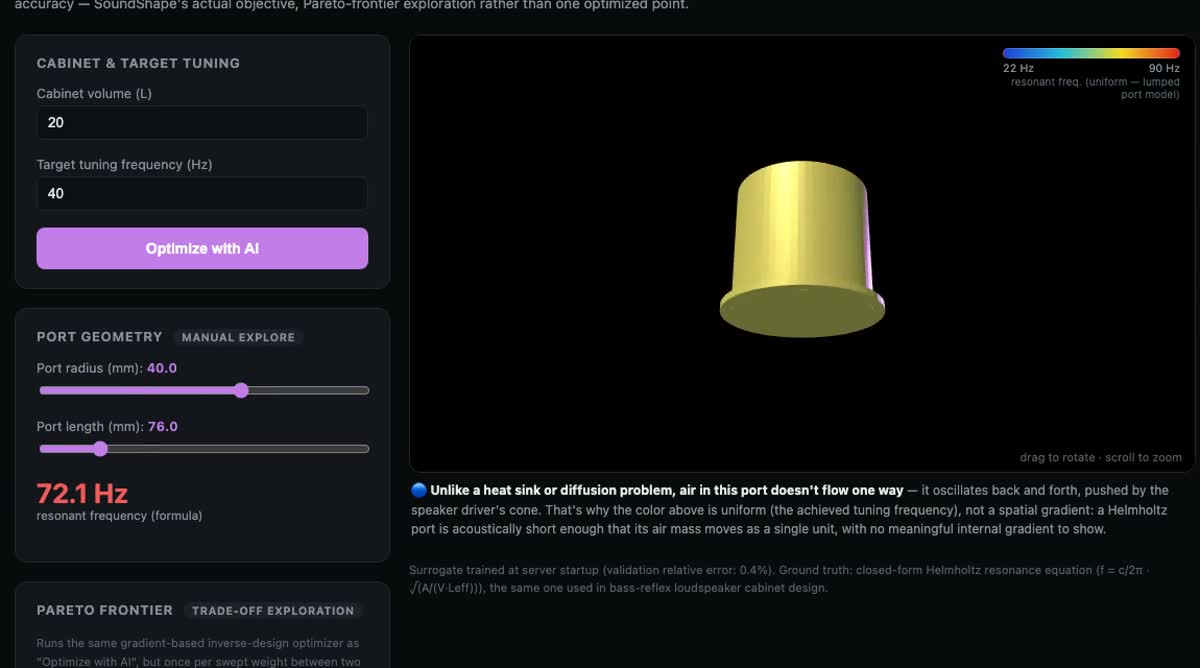 accuracy — SoundShape's actual objective, Pareto-frontier exploration rather than one optimized point.
CABINET & TARGET TUNING
Cabinet volume (L)
20
Target tuning frequency (Hz)
40
Optimize with AI
PORT GEOMETRY MANUAL EXPLORE
Port radius (mm): 40.0
Port length (mm): 76.0
72.1 Hz
resonant frequency (formula)
PARETO FRONTIER TRADE-OFF EXPLORATION
Runs the same gradient-based inverse-design optimizer as
"Optimize with AI", but once per swept weight between two
22 Hz 90 Hz
resonant freq. (uniform — lumped
port model)
drag to rotate · scroll to zoom
Unlike a heat sink or diffusion problem, air in this port doesn't flow one way — it oscillates back and forth, pushed by the
speaker driver's cone. That's why the color above is uniform (the achieved tuning frequency), not a spatial gradient: a Helmholtz
port is acoustically short enough that its air mass moves as a single unit, with no meaningful internal gradient to show.
Surrogate trained at server startup (validation relative error: 0.4%). Ground truth: closed-form Helmholtz resonance equation (f = c/2π ·
√(A/(V·Leff))), the same one used in bass-reflex loudspeaker cabinet design.